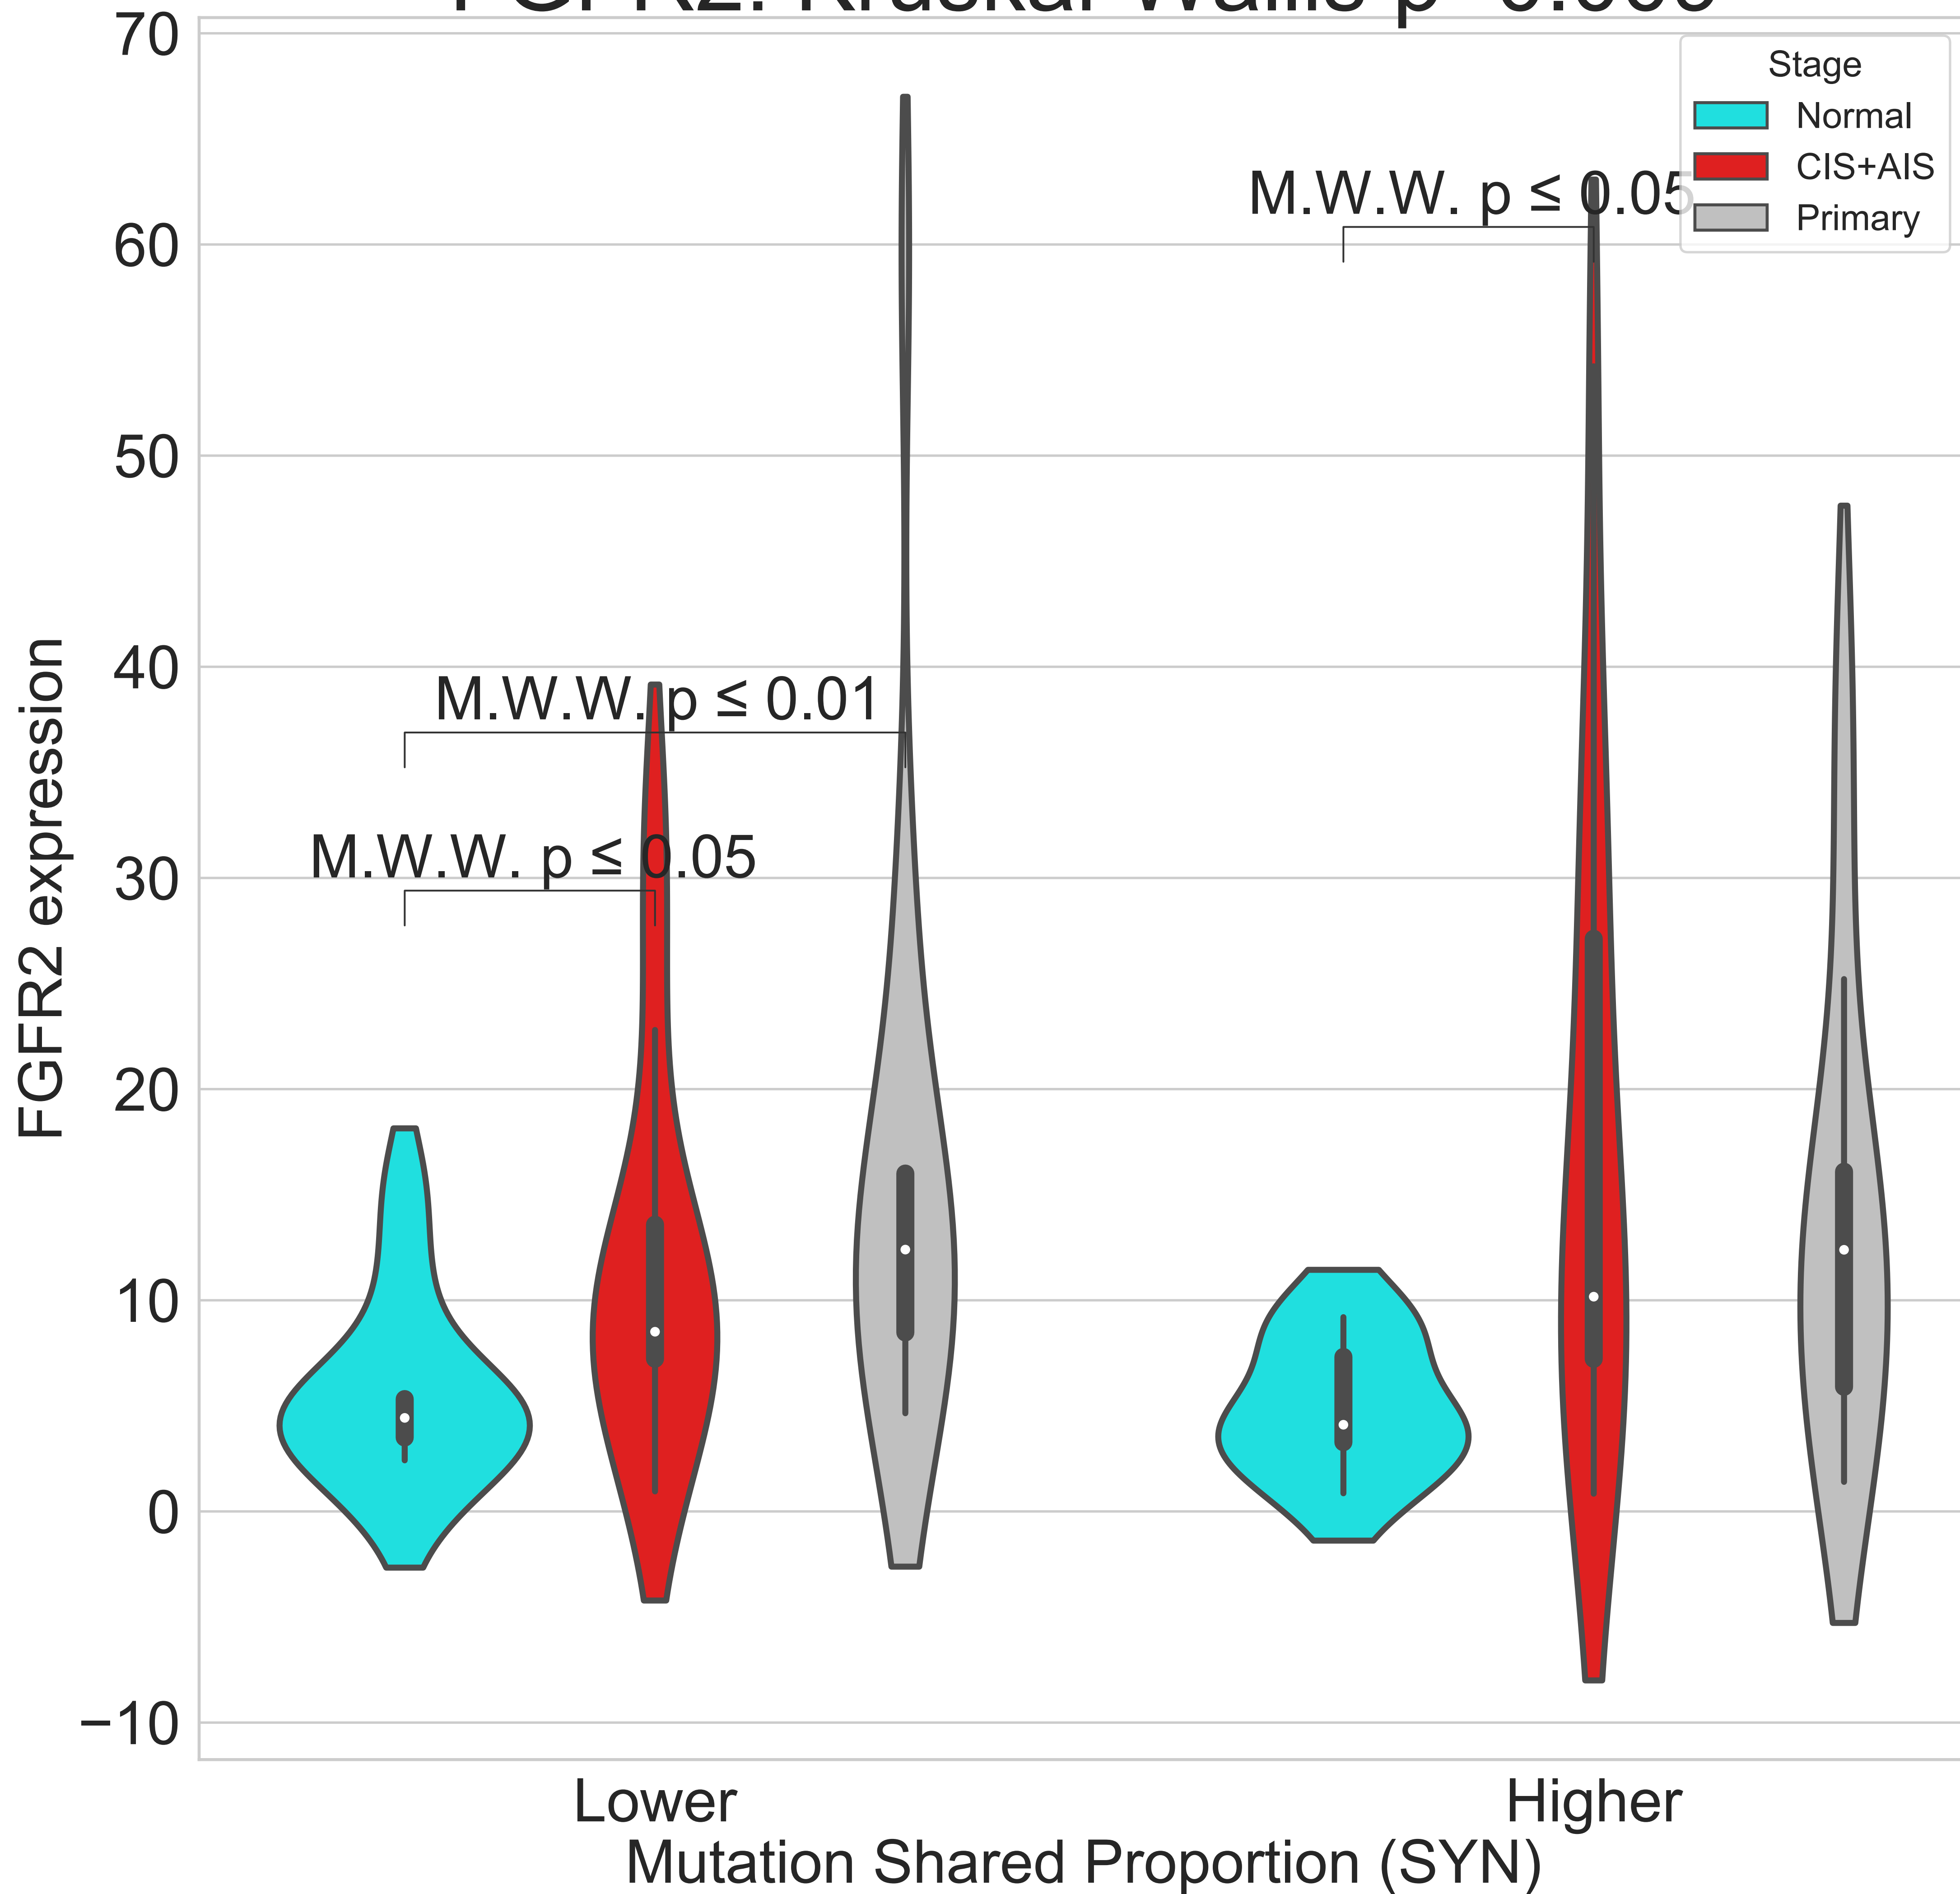 70
Stage
Normal
CIS+AIS
Primary
M.W.W. p ≤ 0.05
60
50
40
M.W.W. p ≤ 0.01
M.W.W. p ≤ 0.05
30
20
10
0
−10
FGFR2 expression
Lower
Higher
Mutation Shared Proportion (SYN)